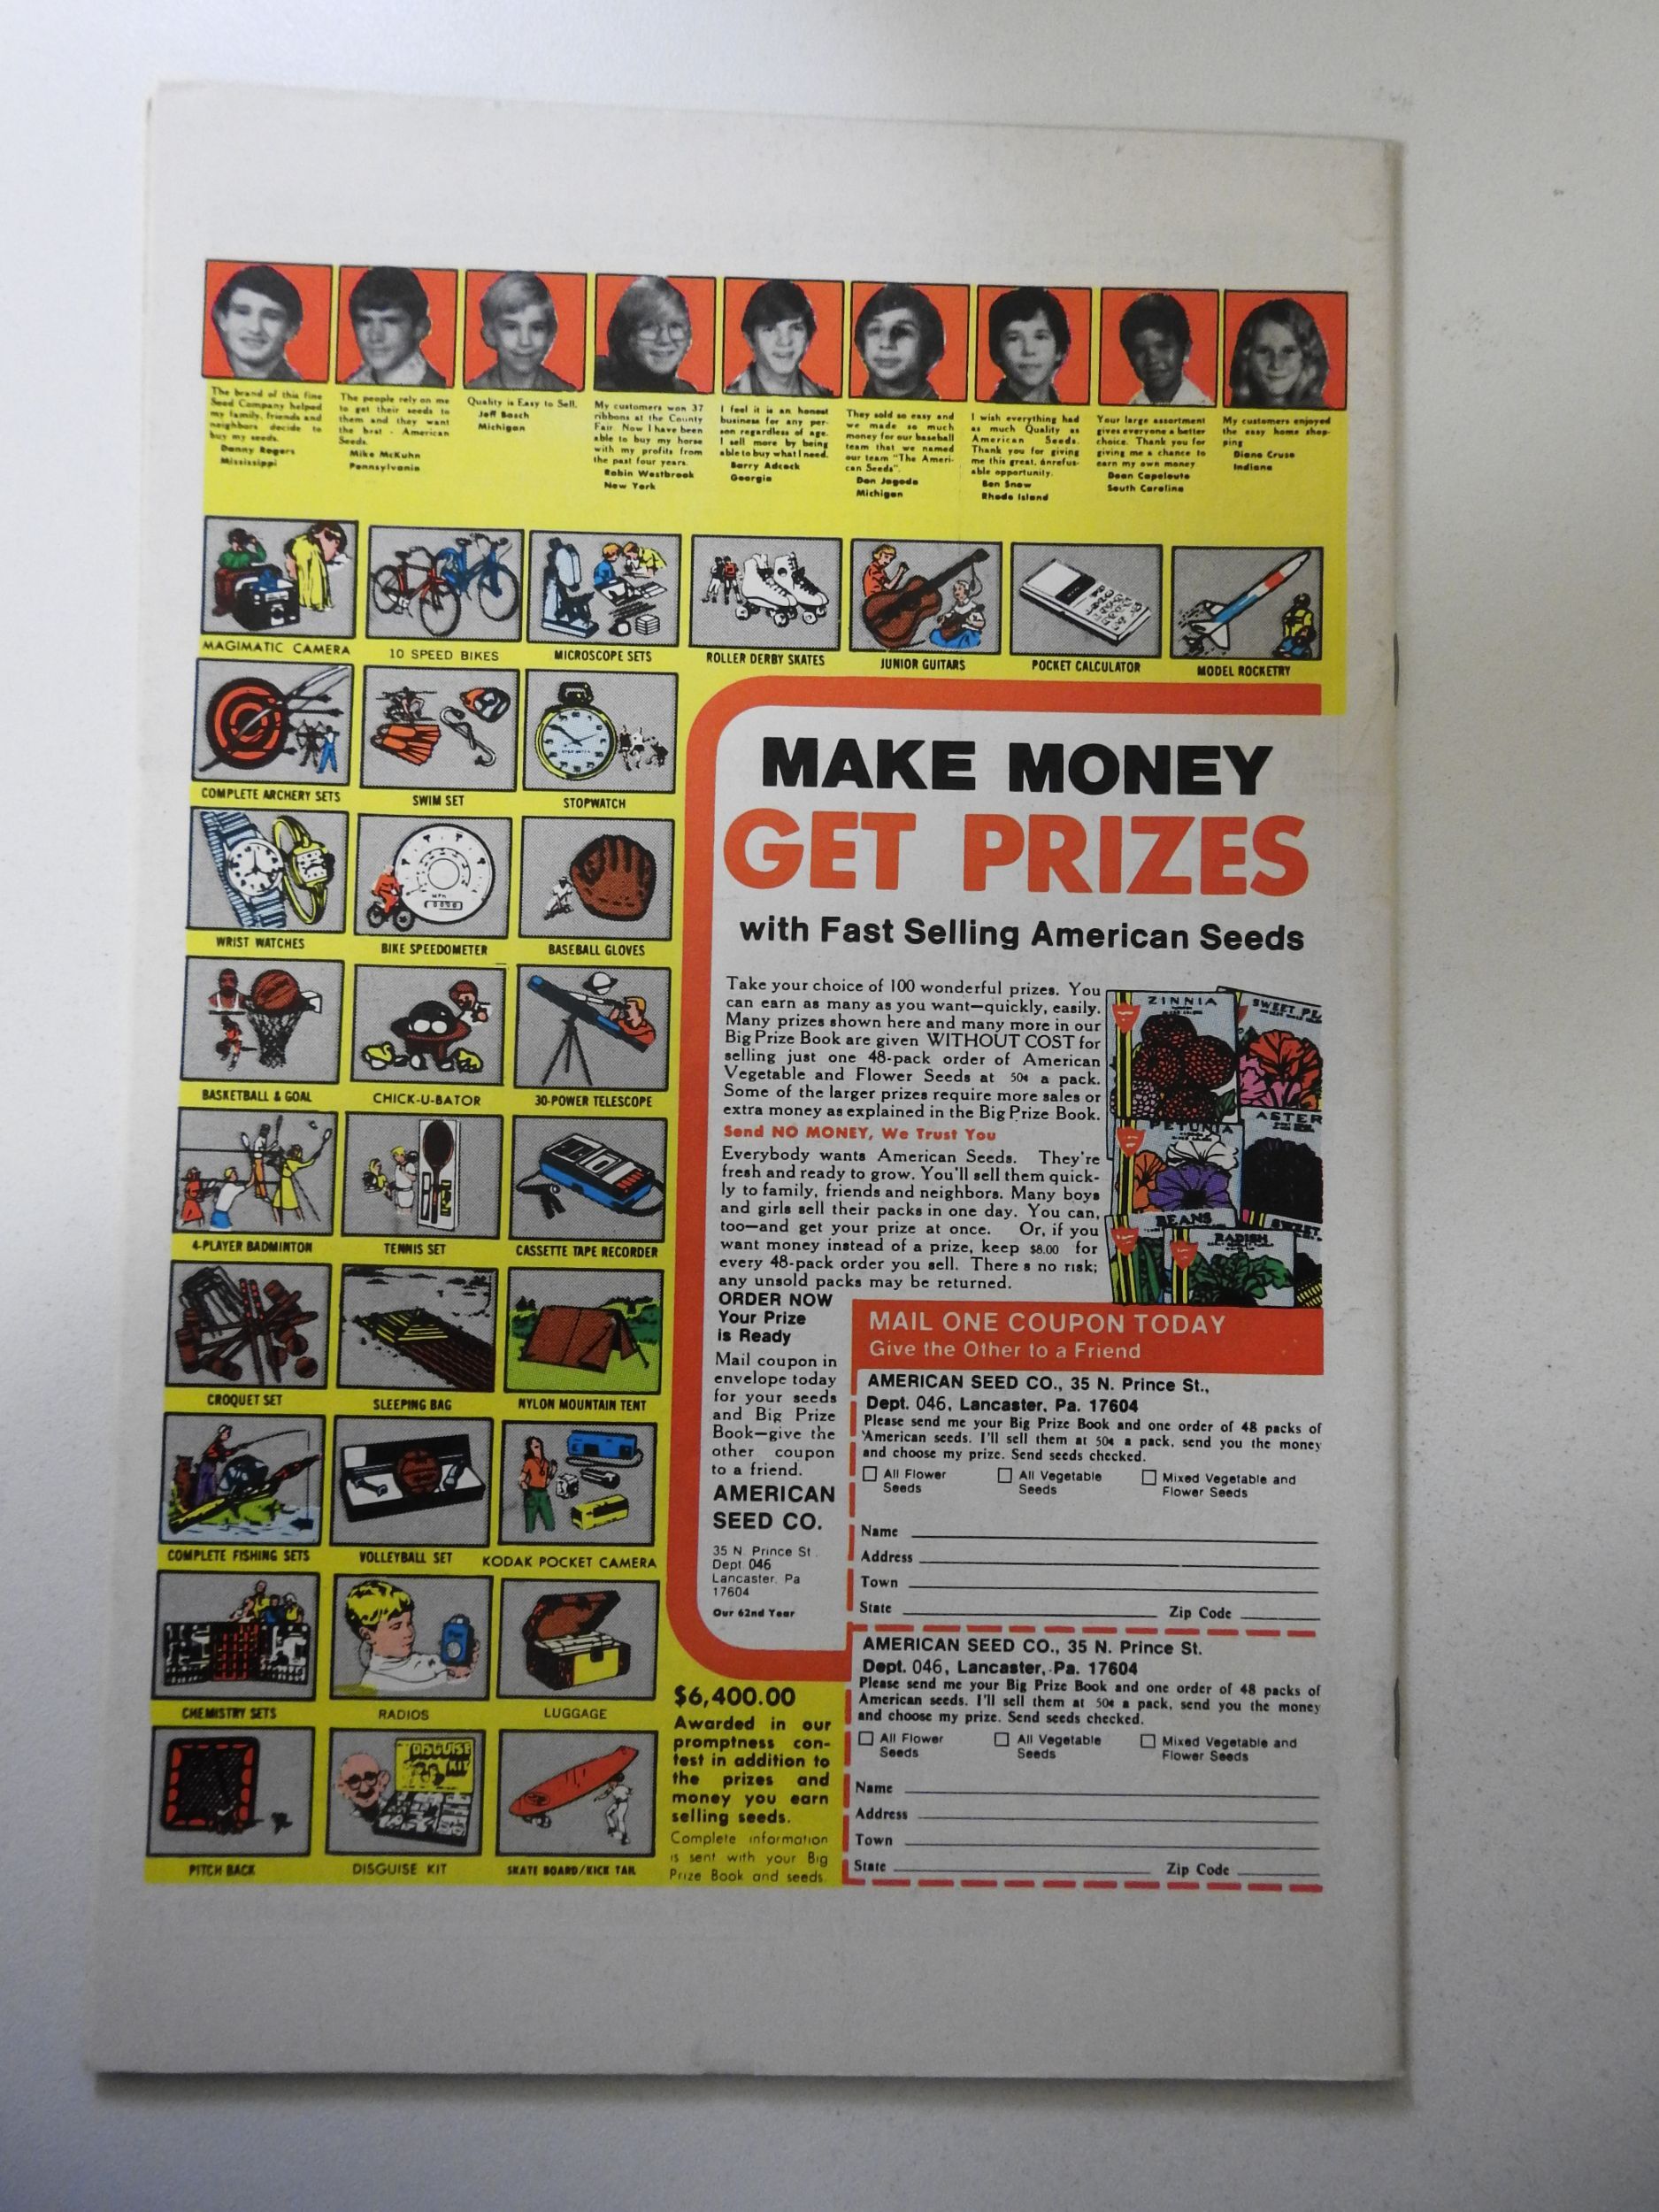 The brand of this fine
Seed Company helped
my family, friends and
neighbors decide to
buy my seeds.
Danny Rogers
Mississippi
The people rely on me
to get their seeds to
them and they want
the best - American
Seeds.
Mike McKuhn
Pennsylvania
Quality is Easy to Sell.
Jeff Basch
Michigan
My customers won 37
ribbons at the County
Fair. Now I have been
able to buy my horse
with my profits from
the past four years.
Robin Westbrook
New York
I feel it is an honest
business for any per-
son regardless of age.
I sell more by being
able to buy what I need.
Barry Adcock
Georgia
They sold so easy and
we made so much
money for our baseball
team that we named
our team "The Ameri-
can Seeds".
Don Jagoda
Michigan
I wish everything had
as much Quality as
American Seeds.
Thank you for giving
me this great, unrefus-
able opportunity.
Ben Snow
Rhode Island
Your large assortment
gives everyone a better
choice. Thank you for
giving me a chance to
earn my own money
Dean Capeloute
South Carolina
My customers enjoyed
the easy home shop-
ping
Diane Cruse
Indiana
MAGIMATIC CAMERA
10 SPEED BIKES
MICROSCOPE SETS
ROLLER DERBY SKATES
JUNIOR GUITARS
POCKET CALCULATOR
MODEL ROCKETRY
COMPLETE ARCHERY SETS
SWIM SET
STOPWATCH
WRIST WATCHES
BIKE SPEEDOMETER
BASEBALL GLOVES
BASKETBALL & GOAL
CHICK-U-BATOR
30-POWER TELESCOPE
4-PLAYER BADMINTON
TENNIS SET
CASSETTE TAPE RECORDER
CROQUET SET
SLEEPING BAG
NYLON MOUNTAIN TENT
COMPLETE FISHING SETS
VOLLEYBALL SET
KODAK POCKET CAMERA
CHEMISTRY SETS
RADIOS
LUGGAGE
DISGUISE
KIT
PITCH BACK
DISGUISE KIT
SKATE BOARD/KICK TAIL
MAKE MONEY
GET PRIZES
with Fast Selling American Seeds
Take your choice of 100 wonderful prizes. You
can earn as many as you want—quickly, easily.
Many prizes shown here and many more in our
Big Prize Book are given WITHOUT COST for
selling just one 48-pack order of American
Vegetable and Flower Seeds at 50¢ a pack.
Some of the larger prizes require more sales or
extra money as explained in the Big Prize Book.
Send NO MONEY, We Trust You
Everybody wants American Seeds. They're
fresh and ready to grow. You'll sell them quick-
ly to family, friends and neighbors. Many boys
and girls sell their packs in one day. You can,
too—and get your prize at once. Or, if you
want money instead of a prize, keep $8.00 for
every 48-pack order you sell. There s no risk;
any unsold packs may be returned.
ZINNIA
SWEET PE
ASTER
PETUNIA
BEANS
SWEET
RADISH
ORDER NOW
Your Prize
is Ready
Mail coupon in
envelope today
for your seeds
and Big Prize
Book—give the
other coupon
to a friend.
AMERICAN
SEED CO.
35 N. Prince St.
Dept. 046
Lancaster, Pa
17604
Our 62nd Year
MAIL ONE COUPON TODAY
Give the Other to a Friend
AMERICAN SEED CO., 35 N. Prince St.,
Dept. 046, Lancaster, Pa. 17604
Please send me your Big Prize Book and one order of 48 packs of
American seeds. I'll sell them at 50¢ a pack, send you the money
and choose my prize. Send seeds checked.
All Flower
Seeds
All Vegetable
Seeds
Mixed Vegetable and
Flower Seeds
Name
Address
Town
State Zip Code
AMERICAN SEED CO., 35 N. Prince St.
Dept. 046, Lancaster, Pa. 17604
Please send me your Big Prize Book and one order of 48 packs of
American seeds. I'll sell them at 50¢ a pack, send you the money
and choose my prize. Send seeds checked.
All Flower
Seeds
All Vegetable
Seeds
Mixed Vegetable and
Flower Seeds
Name
Address
Town
State Zip Code
$6,400.00
Awarded in our
promptness con-
test in addition to
the prizes and
money you earn
selling seeds.
Complete information
is sent with your Big
Prize Book and seeds.